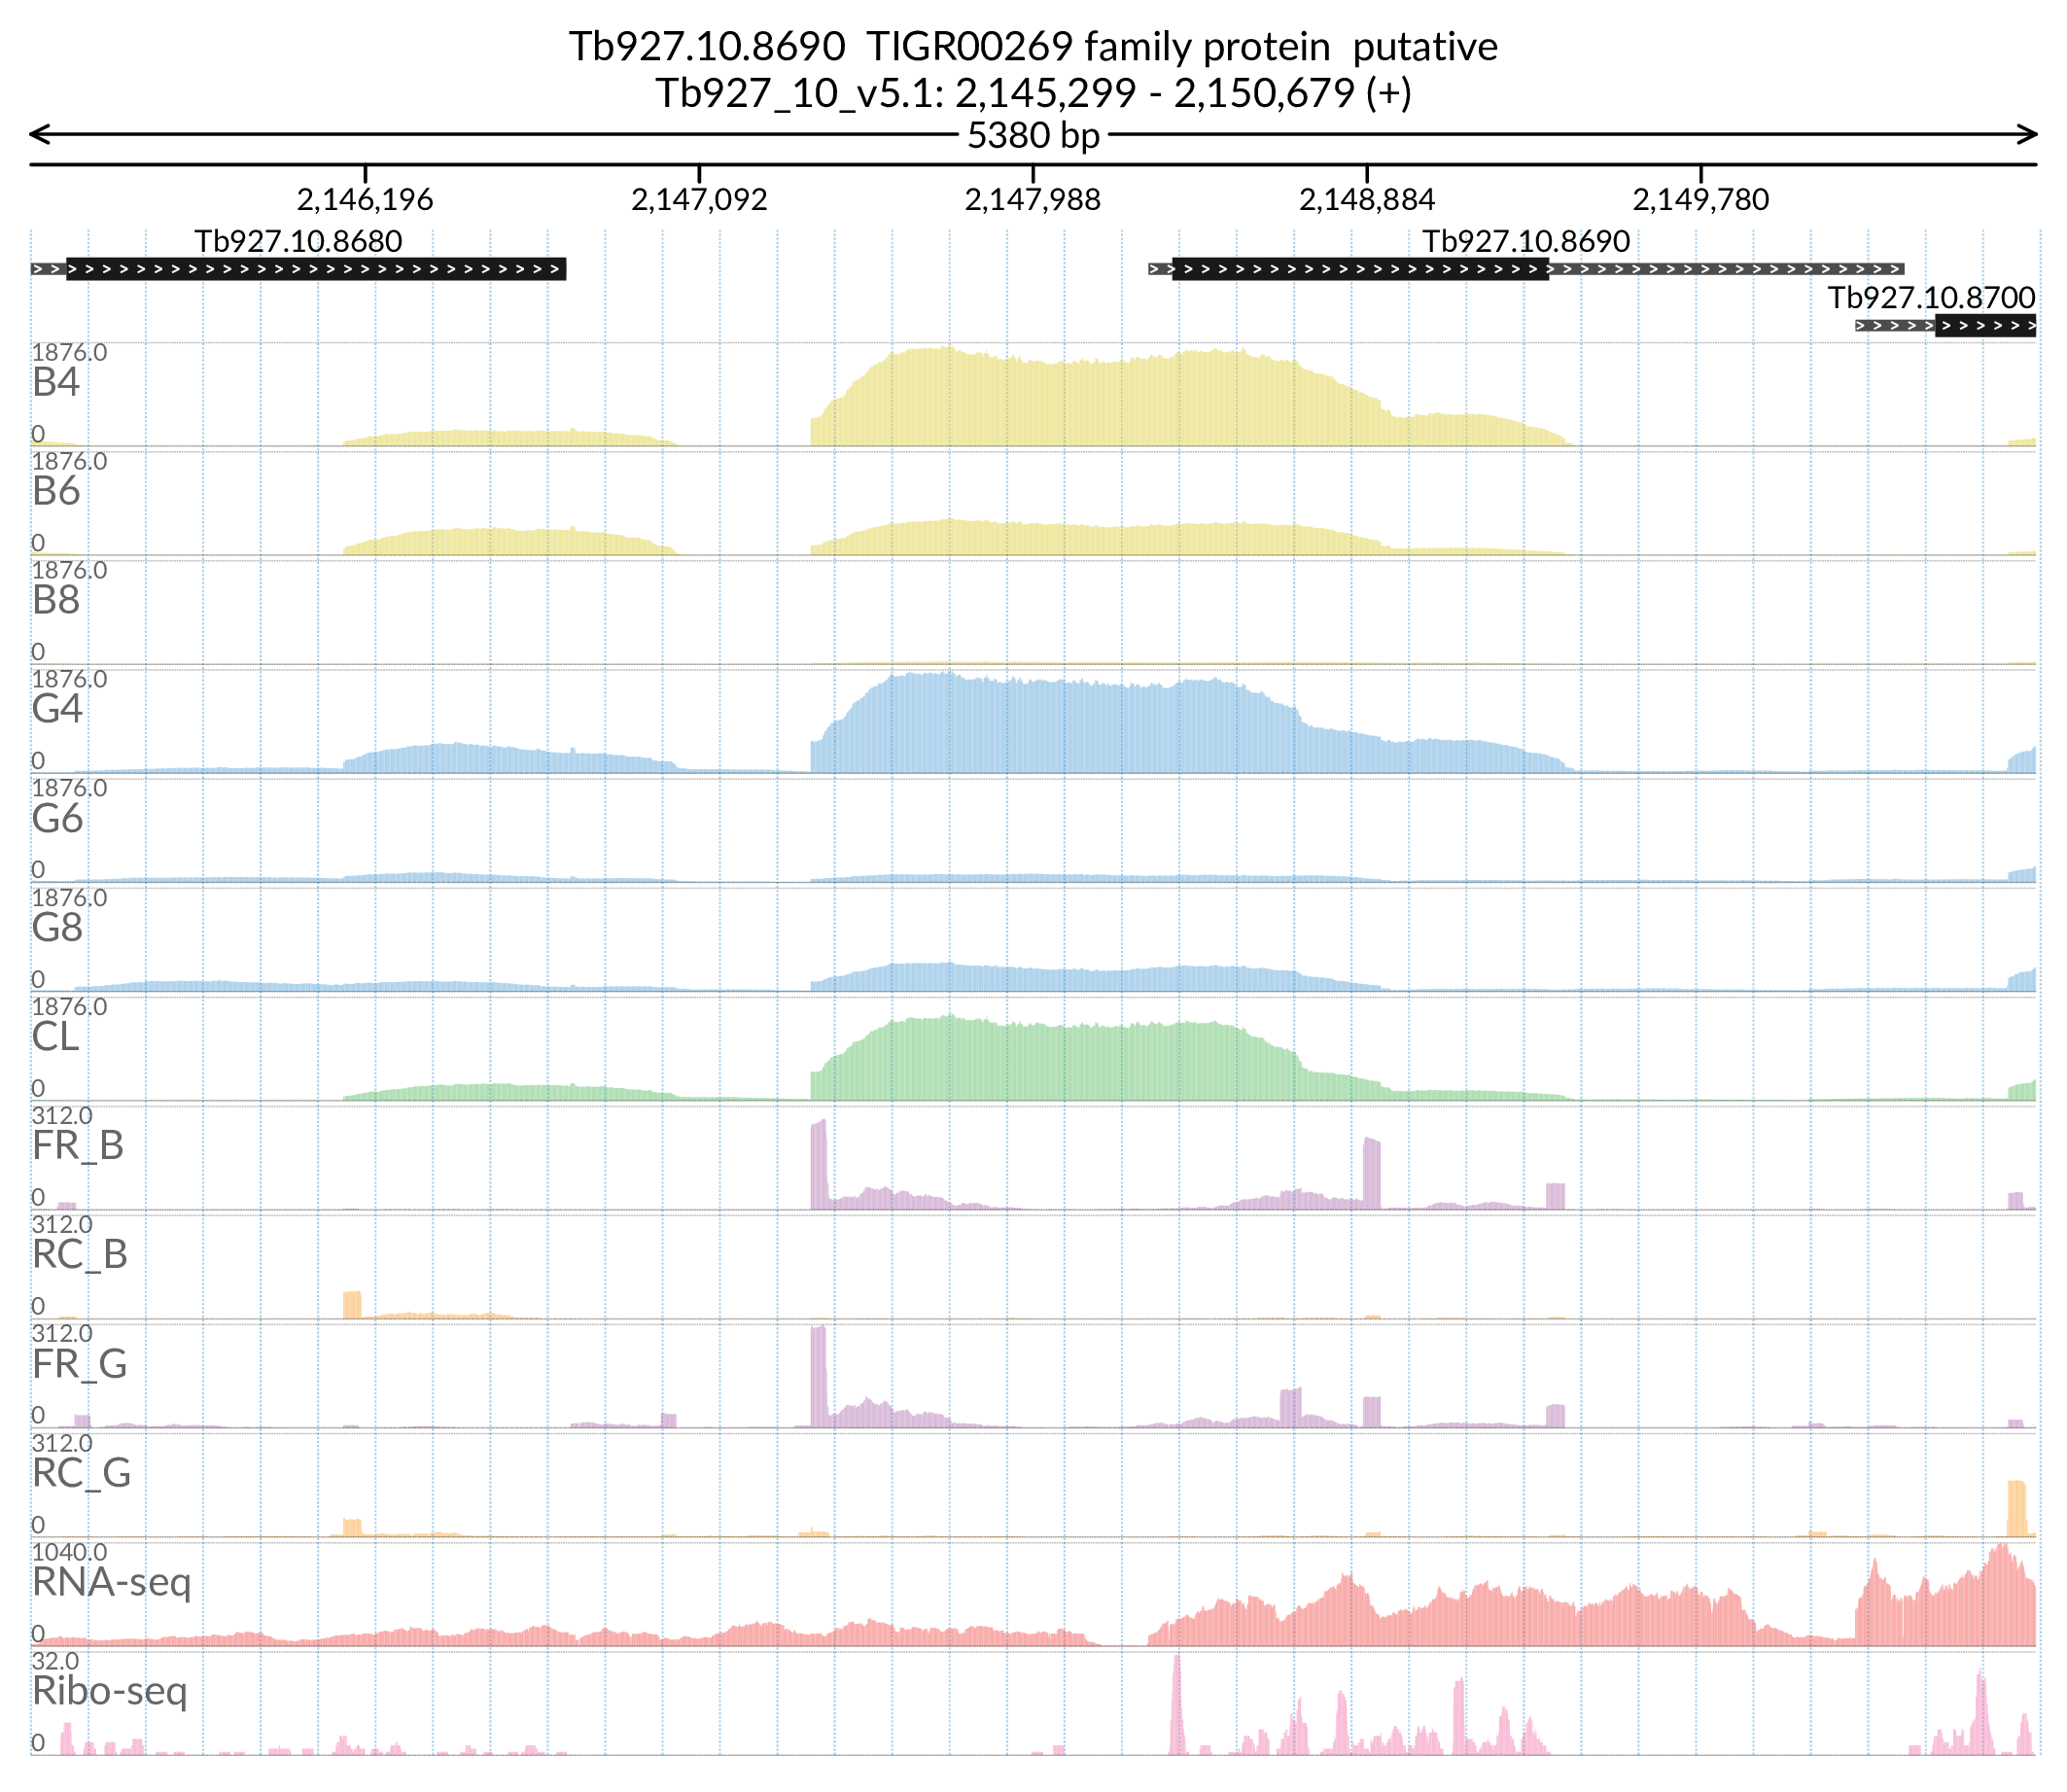 Tb927.10.8690  TIGR00269 family protein  putative
Tb927_10_v5.1: 2,145,299 - 2,150,679 (+)
5380 bp
2,146,196 2,147,092 2,147,988 2,148,884 2,149,780
Tb927.10.8680 Tb927.10.8690
Tb927.10.8700
1876.0
B4
0
1876.0
B6
0
1876.0
B8
0
1876.0
G4
0
1876.0
G6
0
1876.0
G8
0
1876.0
CL
0
312.0
FR_B
0
312.0
RC_B
0
312.0
FR_G
0
312.0
RC_G
0
1040.0
RNA-seq
0
32.0
Ribo-seq
0